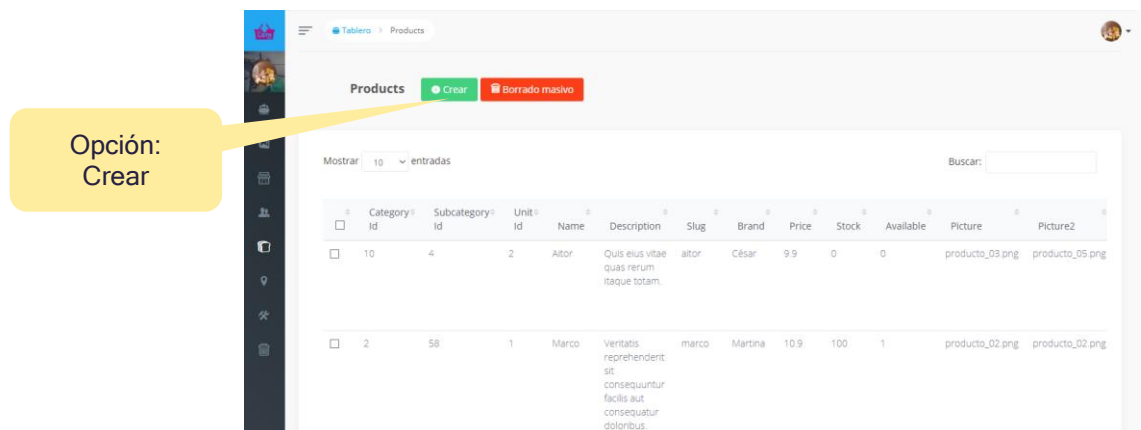 Tablero > Products
Products Crear Borrado masivo
Opción:
Crear
Mostrar 10 entradas Buscar:
Category Id Subcategory Id Unit Id Name Description Slug Brand Price Stock Available Picture Picture2
10 4 2 Aitor Quis eius vitae aitor César 9.9 0 0 producto_03.png producto_05.png
quas rerum
itaque totam.
2 58 1 Marco Veritatis marco Martina 10.9 100 1 producto_02.png producto_02.png
reprehenderit
sit
consequuntur
facilis aut
consequatur
doloribus.